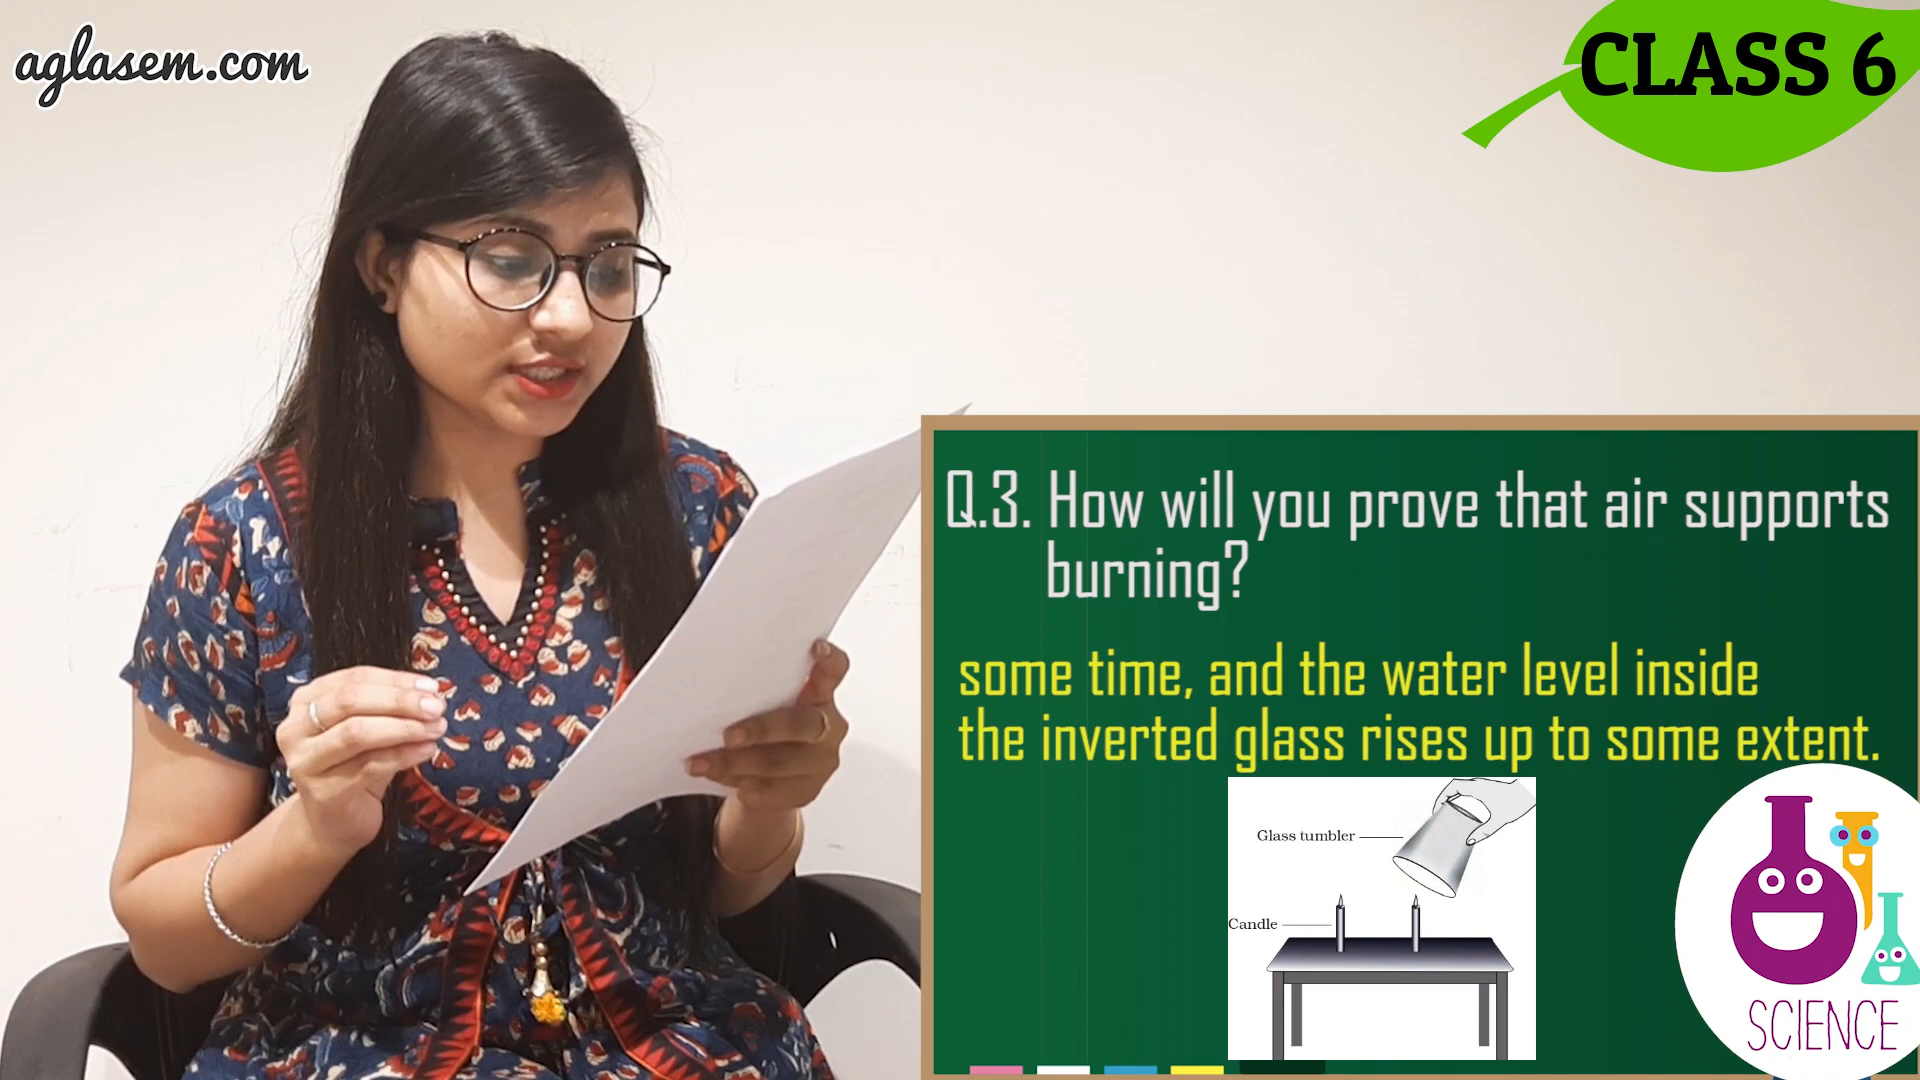 aglasem.com
CLASS 6
Q.3. How will you prove that air supports
burning?
some time, and the water level inside
the inverted glass rises up to some extent.
Glass tumbler
Candle
SCIENCE